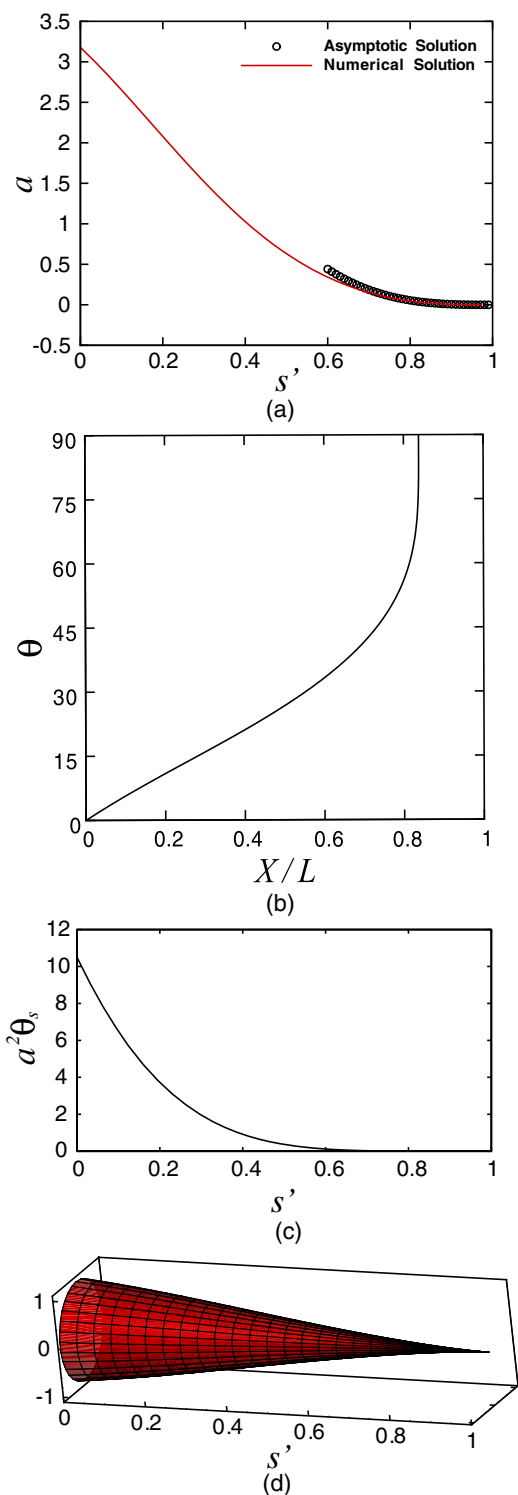 3.5
3
2.5
2
1.5
1
0.5
0
-0.5
a
Asymptotic Solution
Numerical Solution
0 0.2 0.4 0.6 0.8 1
s’
(a)
90
75
60
45
30
15
0
θ
0 0.2 0.4 0.6 0.8 1
X/L
(b)
12
10
8
6
4
2
0
a²θₛ
0 0.2 0.4 0.6 0.8 1
s’
(c)
1
0
-1
0 0.2 0.4 0.6 0.8 1
s’
(d)